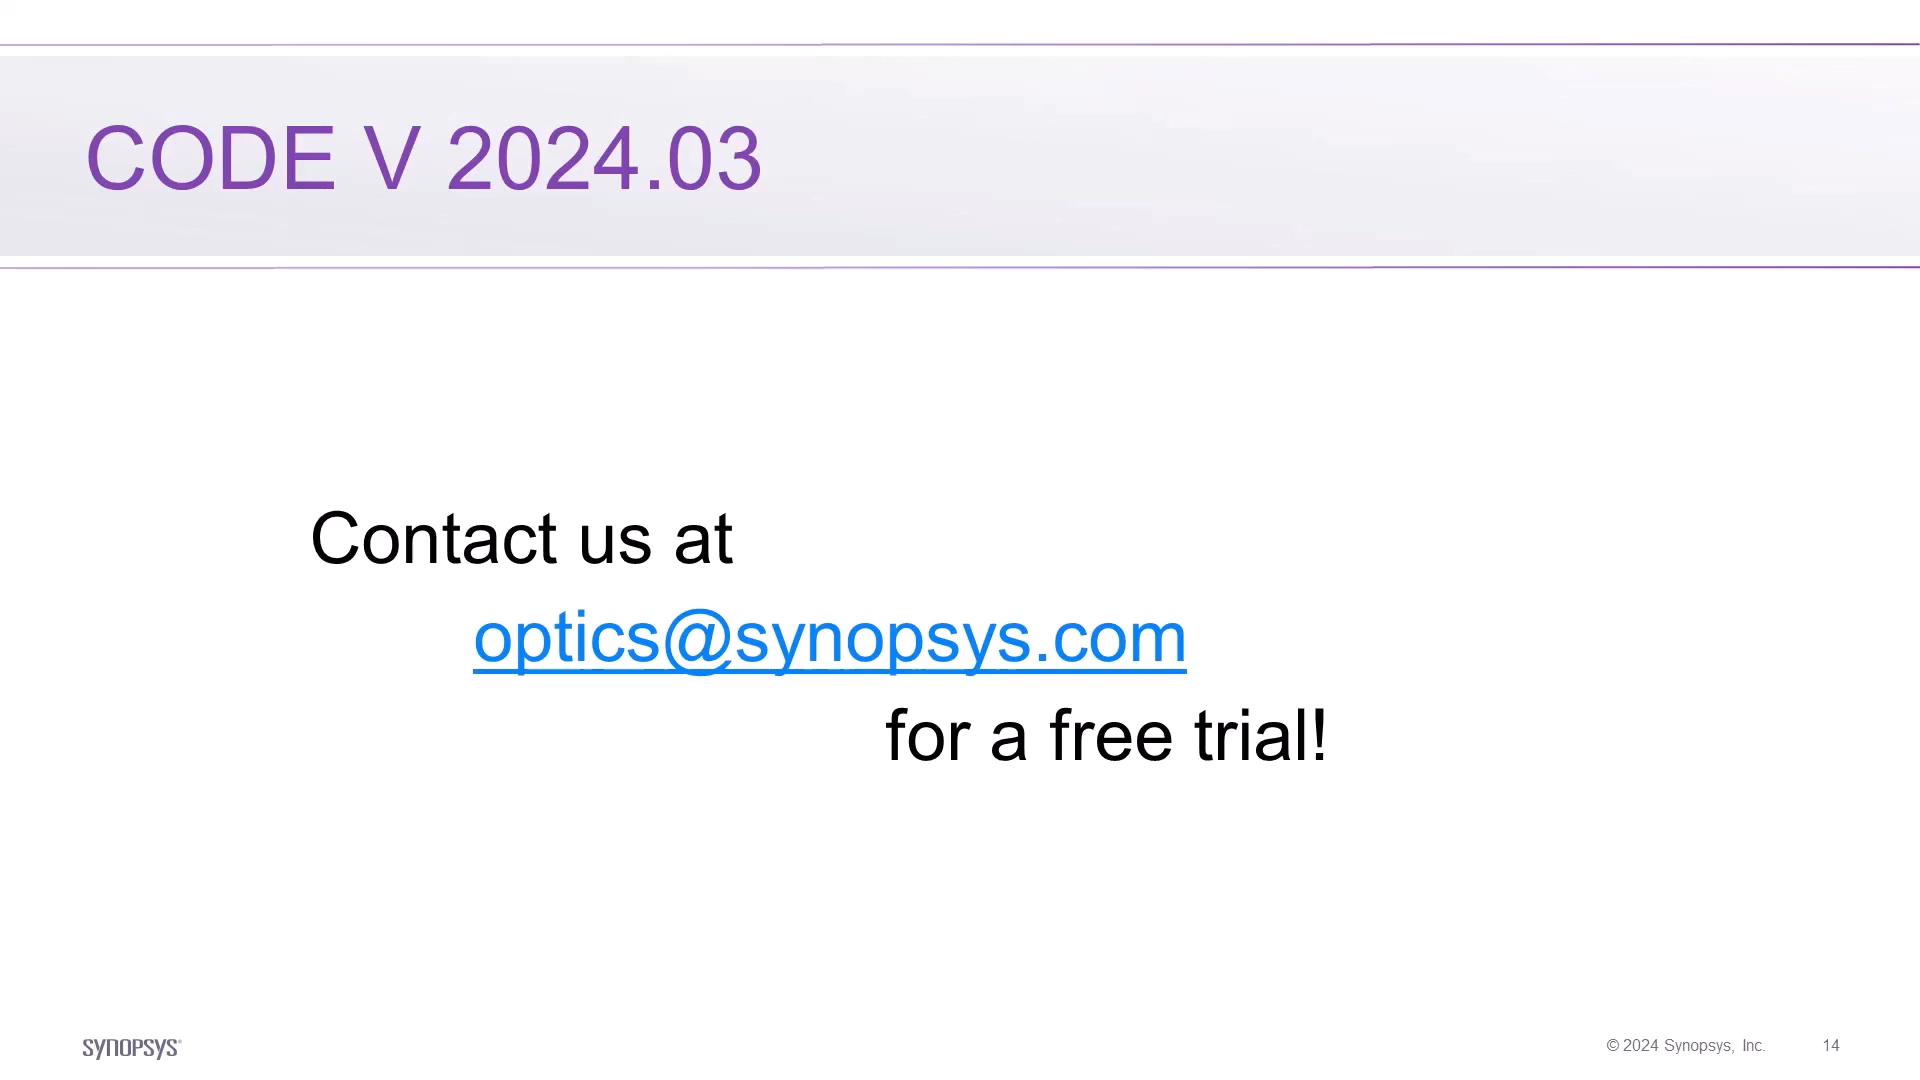 CODE V 2024.03
Contact us at
optics@synopsys.com
for a free trial!
SYNOPSYS®
© 2024 Synopsys, Inc.
14